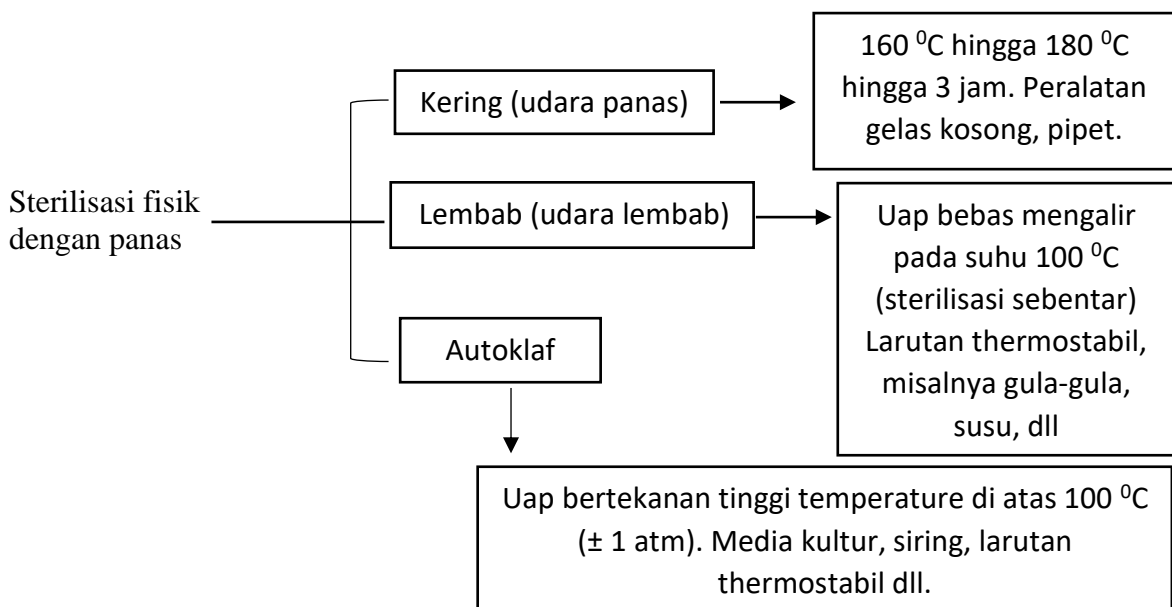 Sterilisasi fisik
dengan panas
Kering (udara panas)
160 ⁰C hingga 180 ⁰C
hingga 3 jam. Peralatan
gelas kosong, pipet.
Lembab (udara lembab)
Uap bebas mengalir
pada suhu 100 ⁰C
(sterilisasi sebentar)
Larutan thermostabil,
misalnya gula-gula,
susu, dll
Autoklaf
Uap bertekanan tinggi temperature di atas 100 ⁰C
(± 1 atm). Media kultur, siring, larutan
thermostabil dll.